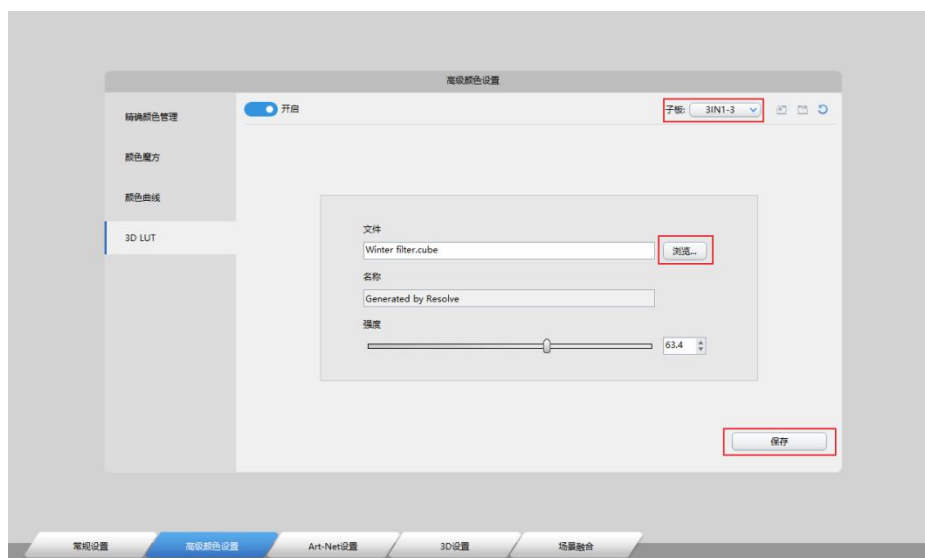 高级颜色设置
精确颜色管理
开启
子板: 3IN1-3
颜色魔方
颜色曲线
3D LUT
文件
Winter filter.cube
浏览...
名称
Generated by Resolve
强度
63.4
保存
常规设置
高级颜色设置
Art-Net设置
3D设置
场景融合